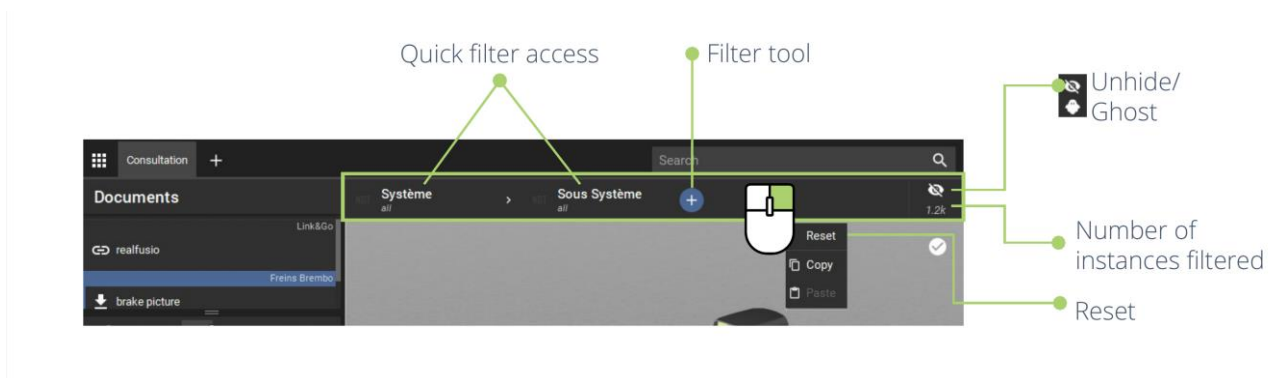 Quick filter access
Filter tool
Unhide/
Ghost
Consultation
Search
Documents
Système
all
Sous Système
all
1.2k
Link&Go
realfusio
Reset
Number of
instances filtered
Copy
Freins Brembo
brake picture
Paste
Reset